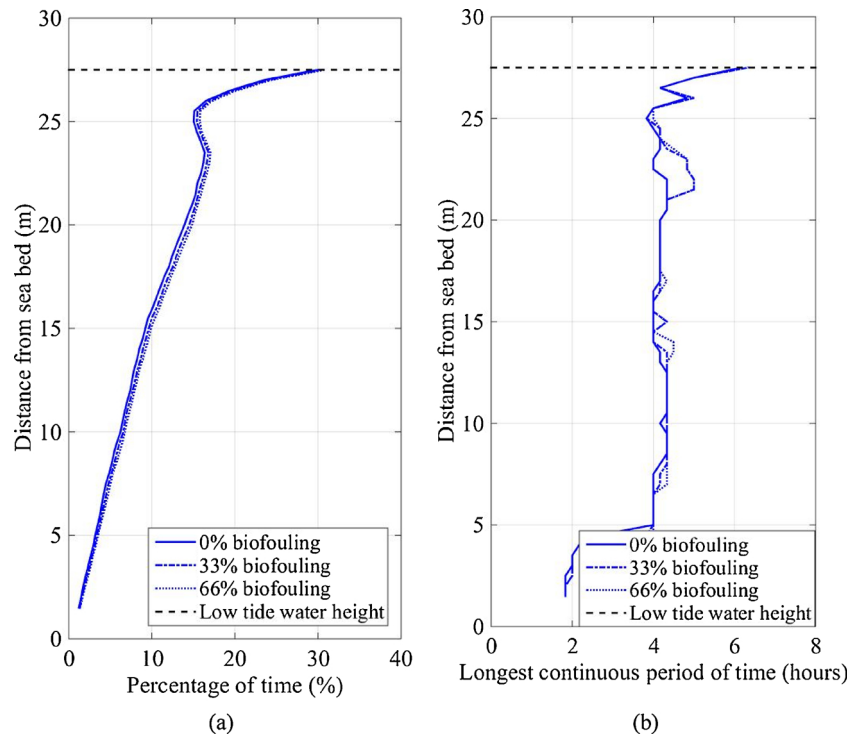 30
25
20
15
10
5
0
Distance from sea bed (m)
0% biofouling
33% biofouling
66% biofouling
Low tide water height
0 10 20 30 40
Percentage of time (%)
(a)
30
25
20
15
10
5
0
Distance from sea bed (m)
0% biofouling
33% biofouling
66% biofouling
Low tide water height
0 2 4 6 8
Longest continuous period of time (hours)
(b)